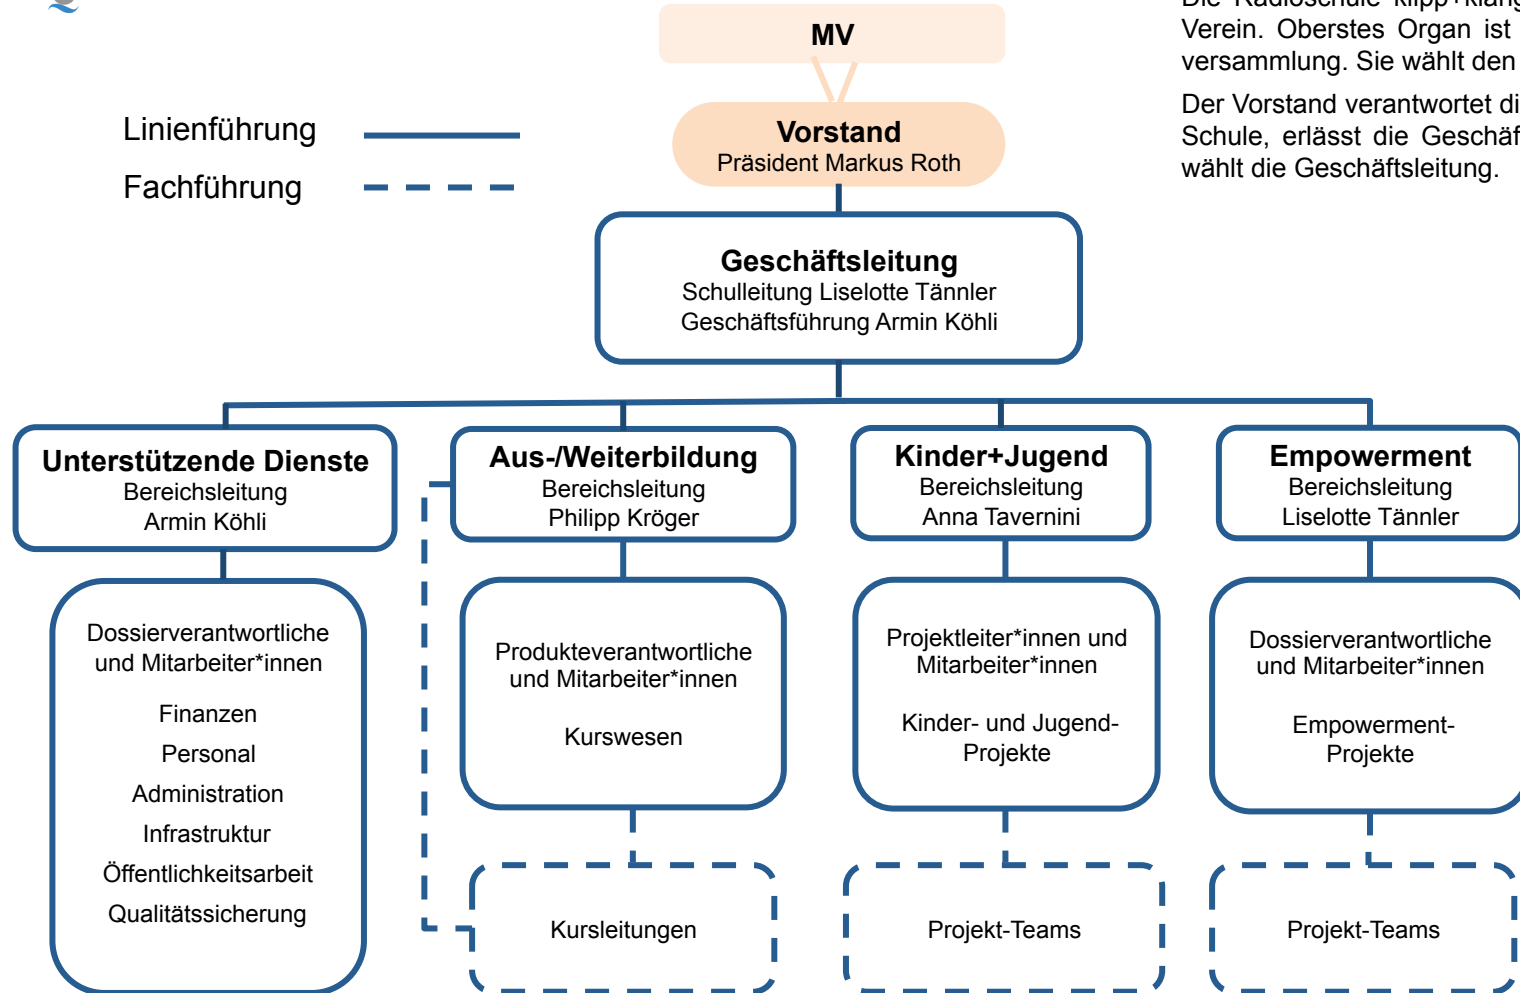 Die Radioschule klipp+klang
Verein. Oberstes Organ ist
versammlung. Sie wählt den
Der Vorstand verantwortet
Schule, erlässt die
wählt die Geschäftsleitung.
MV
Linienführung
Fachführung
Vorstand
Präsident Markus Roth
Geschäftsleitung
Schulleitung Liselotte Tännler
Geschäftsführung Armin Köhli
Unterstützende Dienste
Bereichsleitung
Armin Köhli
Aus-/Weiterbildung
Bereichsleitung
Philipp Kröger
Kinder+Jugend
Bereichsleitung
Anna Tavernini
Empowerment
Bereichsleitung
Liselotte Tännler
Dossierverantwortliche
und Mitarbeiter*innen
Finanzen
Personal
Administration
Infrastruktur
Öffentlichkeitsarbeit
Qualitätssicherung
Produkteverantwortliche
und Mitarbeiter*innen
Kurswesen
Projektleiter*innen und
Mitarbeiter*innen
Kinder- und Jugend-
Projekte
Dossierverantwortliche
und Mitarbeiter*innen
Empowerment-
Projekte
Kursleitungen
Projekt-Teams
Projekt-Teams